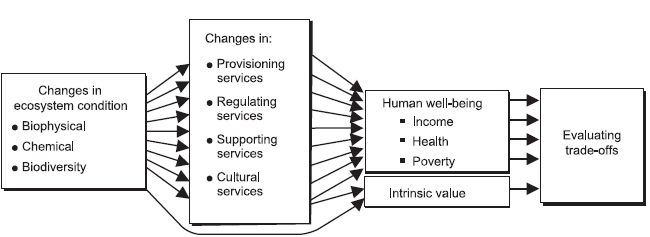 Changes in
ecosystem condition
• Biophysical
• Chemical
• Biodiversity
Changes in:
• Provisioning
services
• Regulating
services
• Supporting
services
• Cultural
services
Human well-being
▪ Income
▪ Health
▪ Poverty
Intrinsic value
Evaluating
trade-offs